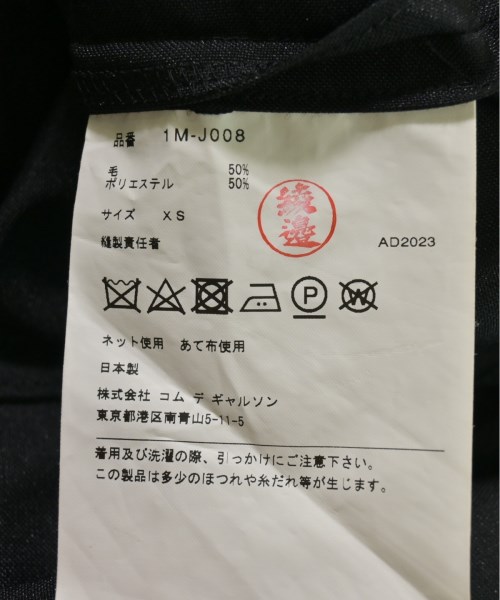 品番 1M-J008
毛 50%
ポリエステル 50%
サイズ XS
縫製責任者
綾邉
AD2023
P W
ネット使用 あて布使用
日本製
株式会社 コム デ ギャルソン
東京都港区南青山5-11-5
着用及び洗濯の際、引っかけにご注意下さい。
この製品は多少のほつれや糸だれ等が生じます。